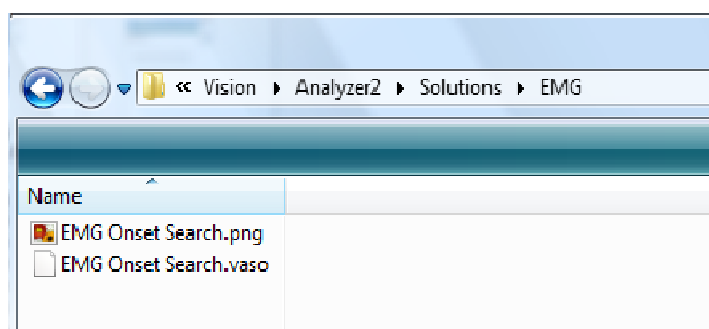 « Vision Analyzer2 Solutions EMG
Name
EMG Onset Search.png
EMG Onset Search.vaso